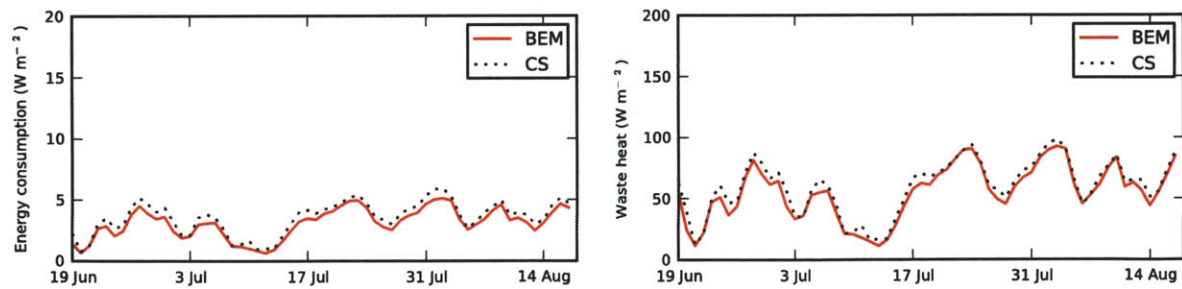 Energy consumption (W m⁻²)
20
15
10
5
0
19 Jun
3 Jul
17 Jul
31 Jul
14 Aug
BEM
CS
Waste heat (W m⁻²)
200
150
100
50
0
19 Jun
3 Jul
17 Jul
31 Jul
14 Aug
BEM
CS